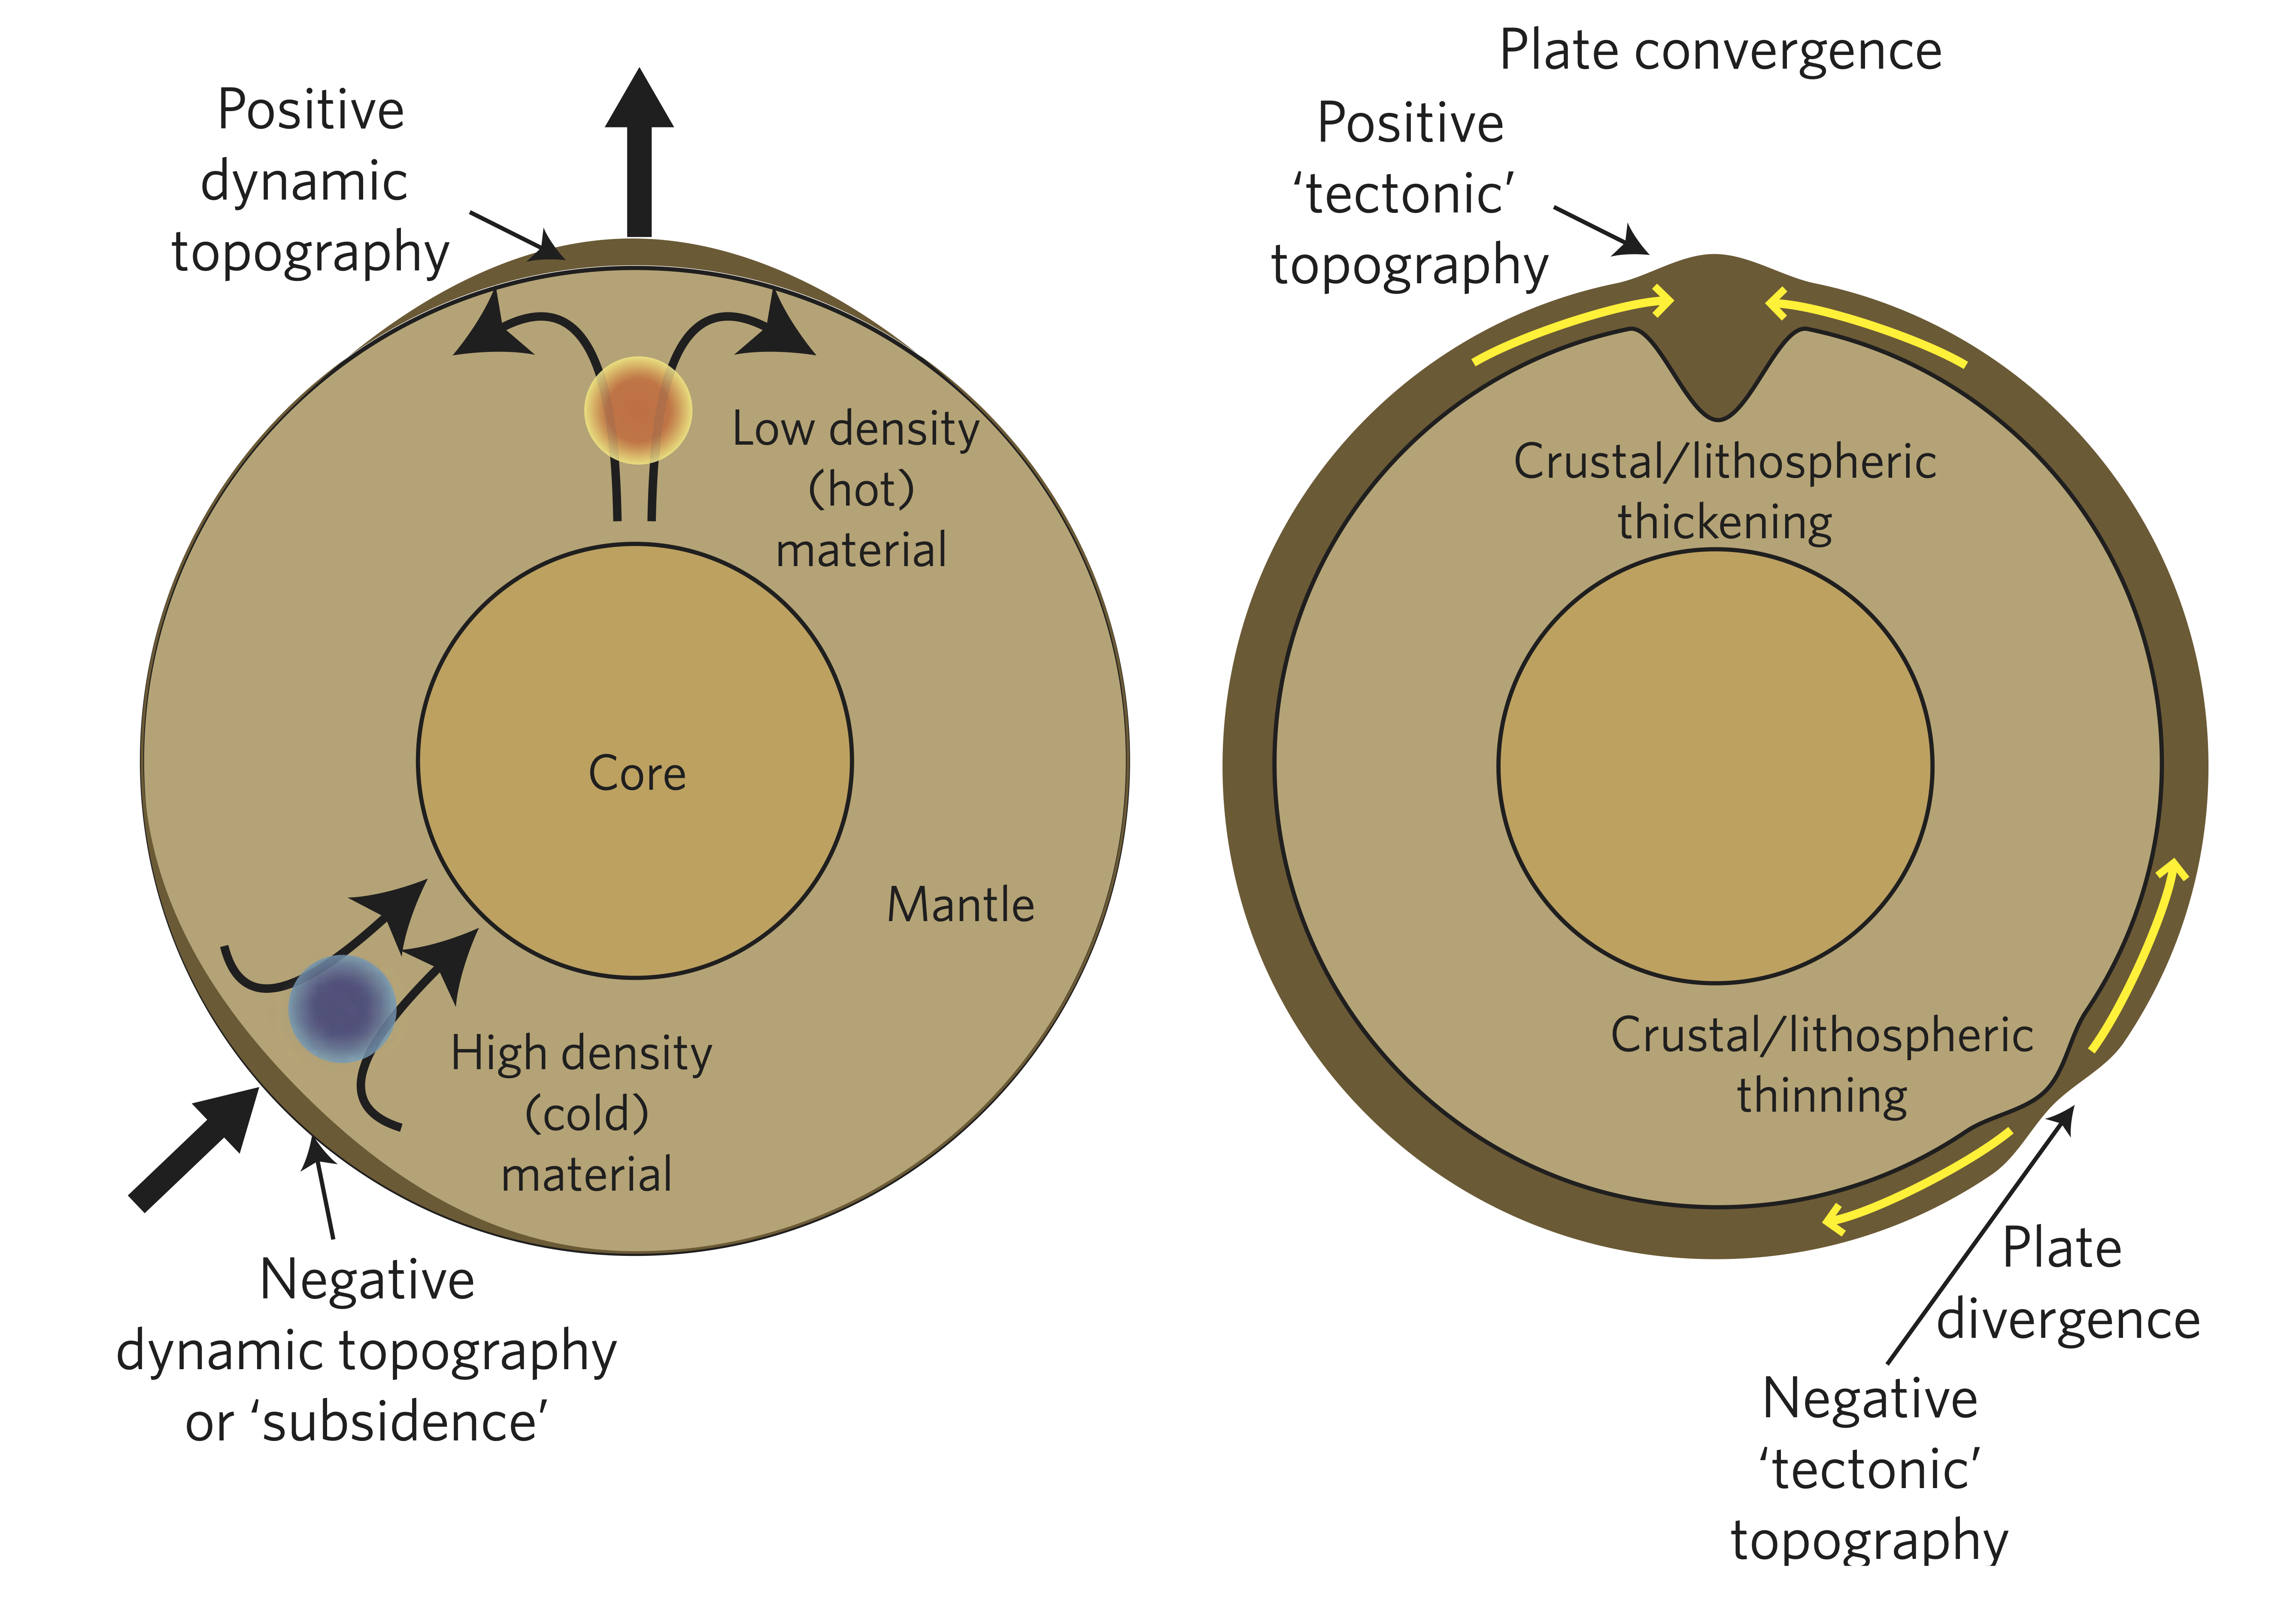 Positive
dynamic
topography
Low density
(hot)
material
Core
Mantle
High density
(cold)
material
Negative
dynamic topography
or ‘subsidence’
Plate convergence
Positive
‘tectonic’
topography
Crustal/lithospheric
thickening
Crustal/lithospheric
thinning
Plate
divergence
Negative
‘tectonic’
topography